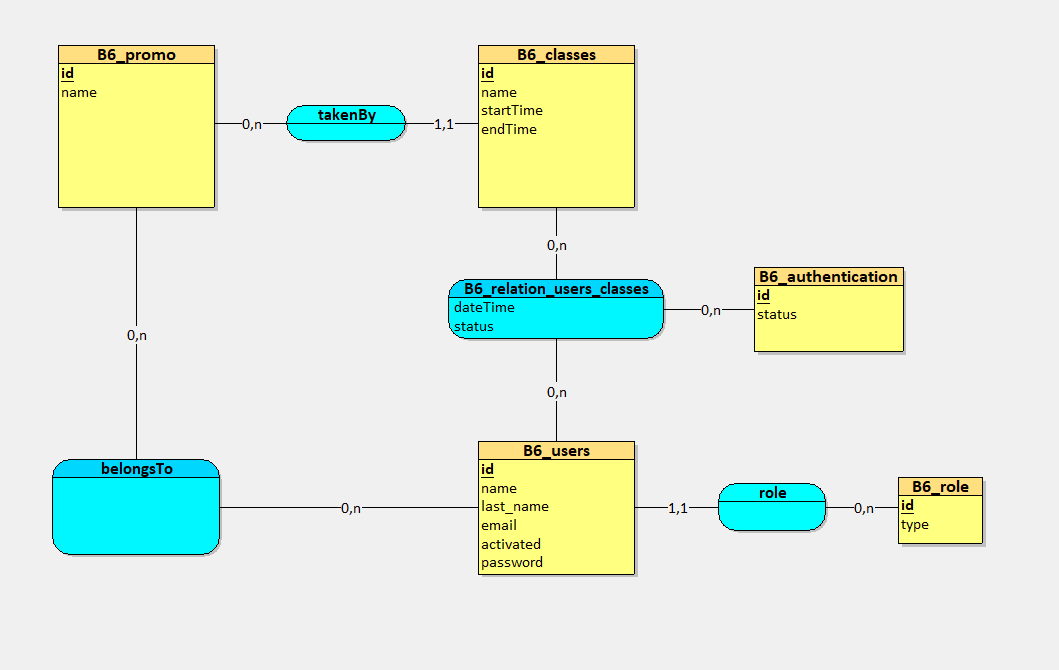 B6_promo
id
name
0,n
takenBy
1,1
B6_classes
id
name
startTime
endTime
0,n
B6_relation_users_classes
dateTime
status
0,n
B6_authentication
id
status
0,n
0,n
belongsTo
0,n
B6_users
id
name
last_name
email
activated
password
1,1
role
0,n
B6_role
id
type